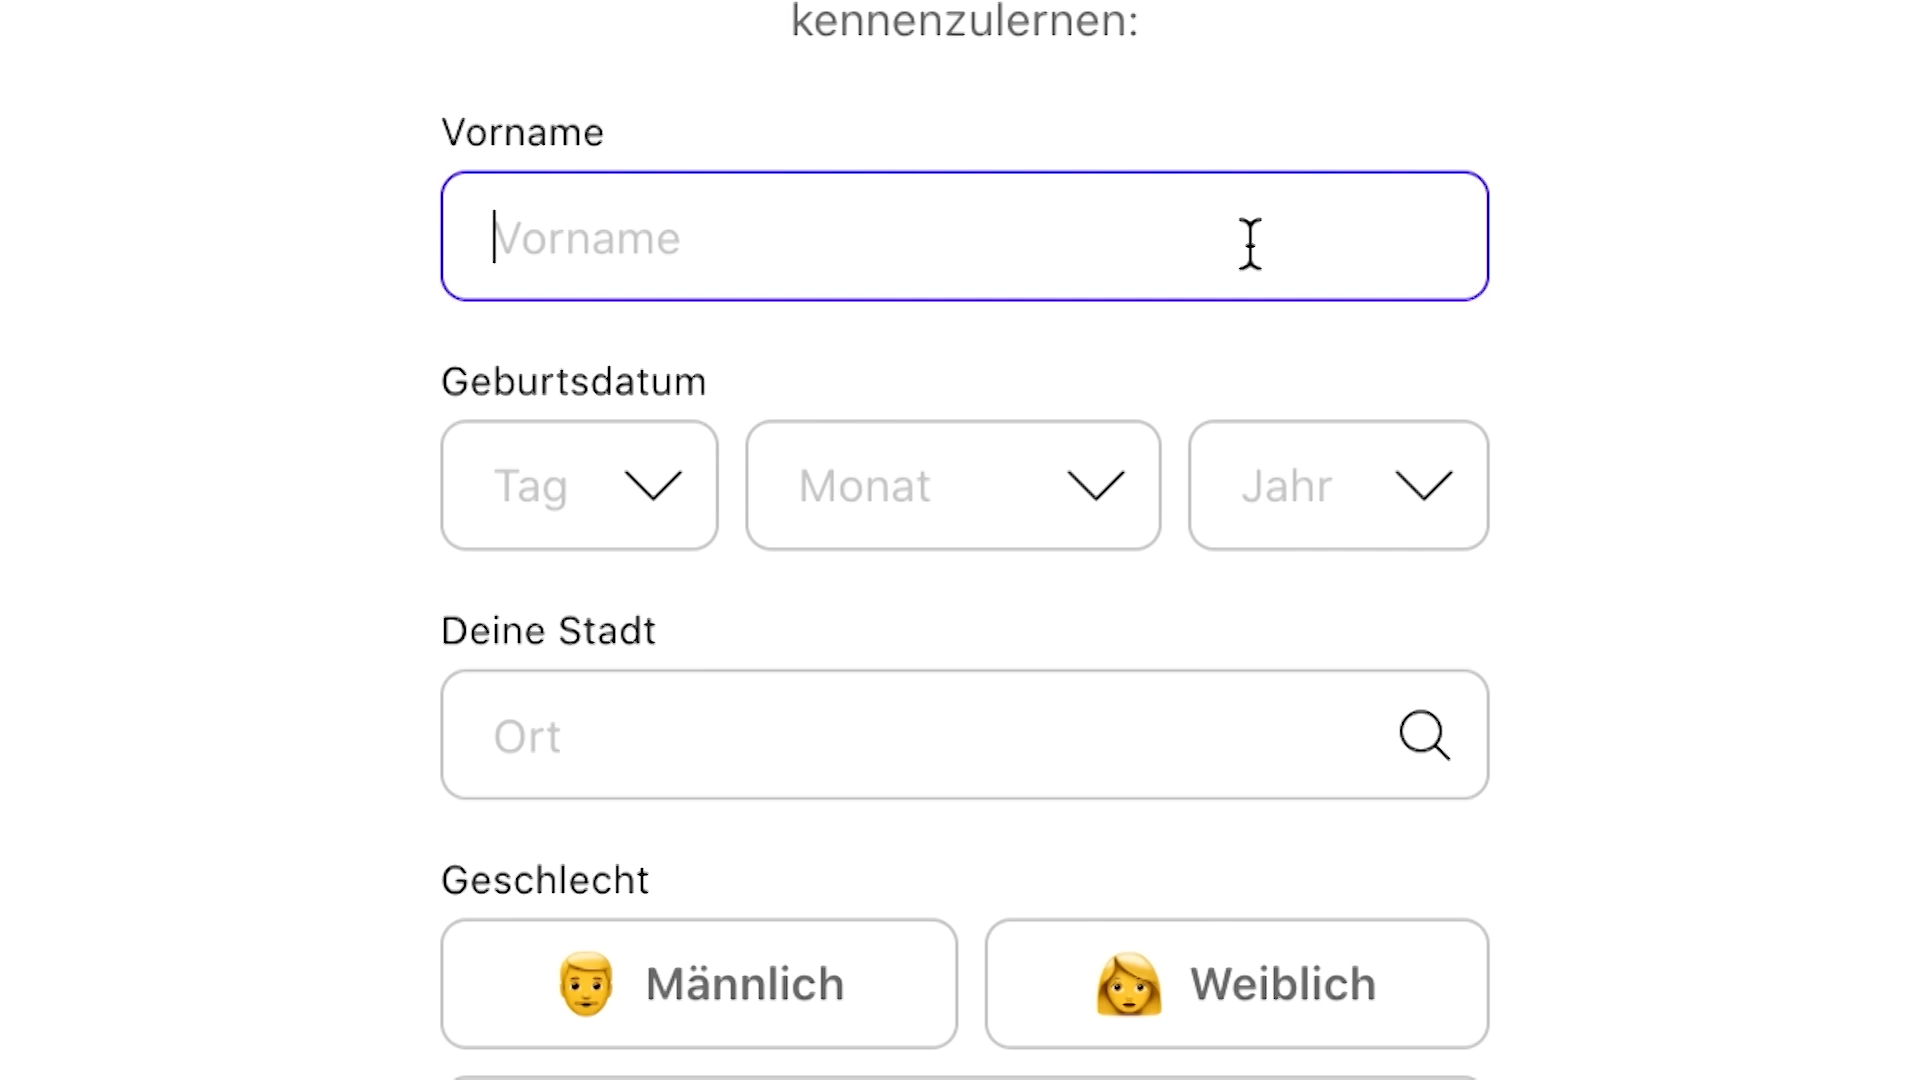 kennenzulernen:
Vorname
Vorname
Geburtsdatum
Tag Monat Jahr
Deine Stadt
Ort
Geschlecht
Männlich Weiblich